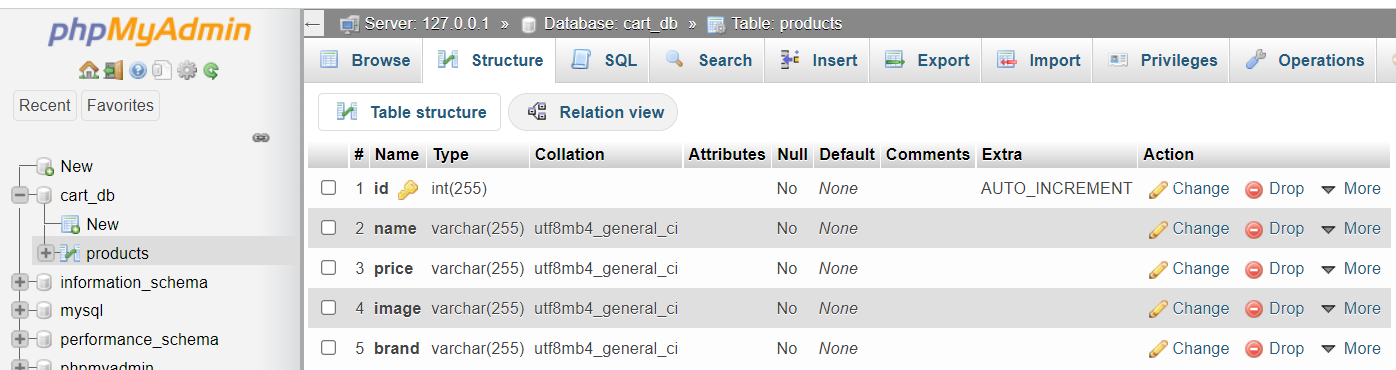 phpMyAdmin
Recent Favorites
New
cart_db
New
products
information_schema
mysql
performance_schema
phpmyadmin
Server: 127.0.0.1 » Database: cart_db » Table: products
Browse Structure SQL Search Insert Export Import Privileges Operations
Table structure Relation view
# Name Type Collation Attributes Null Default Comments Extra Action
1 id int(255) No None AUTO_INCREMENT Change Drop More
2 name varchar(255) utf8mb4_general_ci No None Change Drop More
3 price varchar(255) utf8mb4_general_ci No None Change Drop More
4 image varchar(255) utf8mb4_general_ci No None Change Drop More
5 brand varchar(255) utf8mb4_general_ci No None Change Drop More